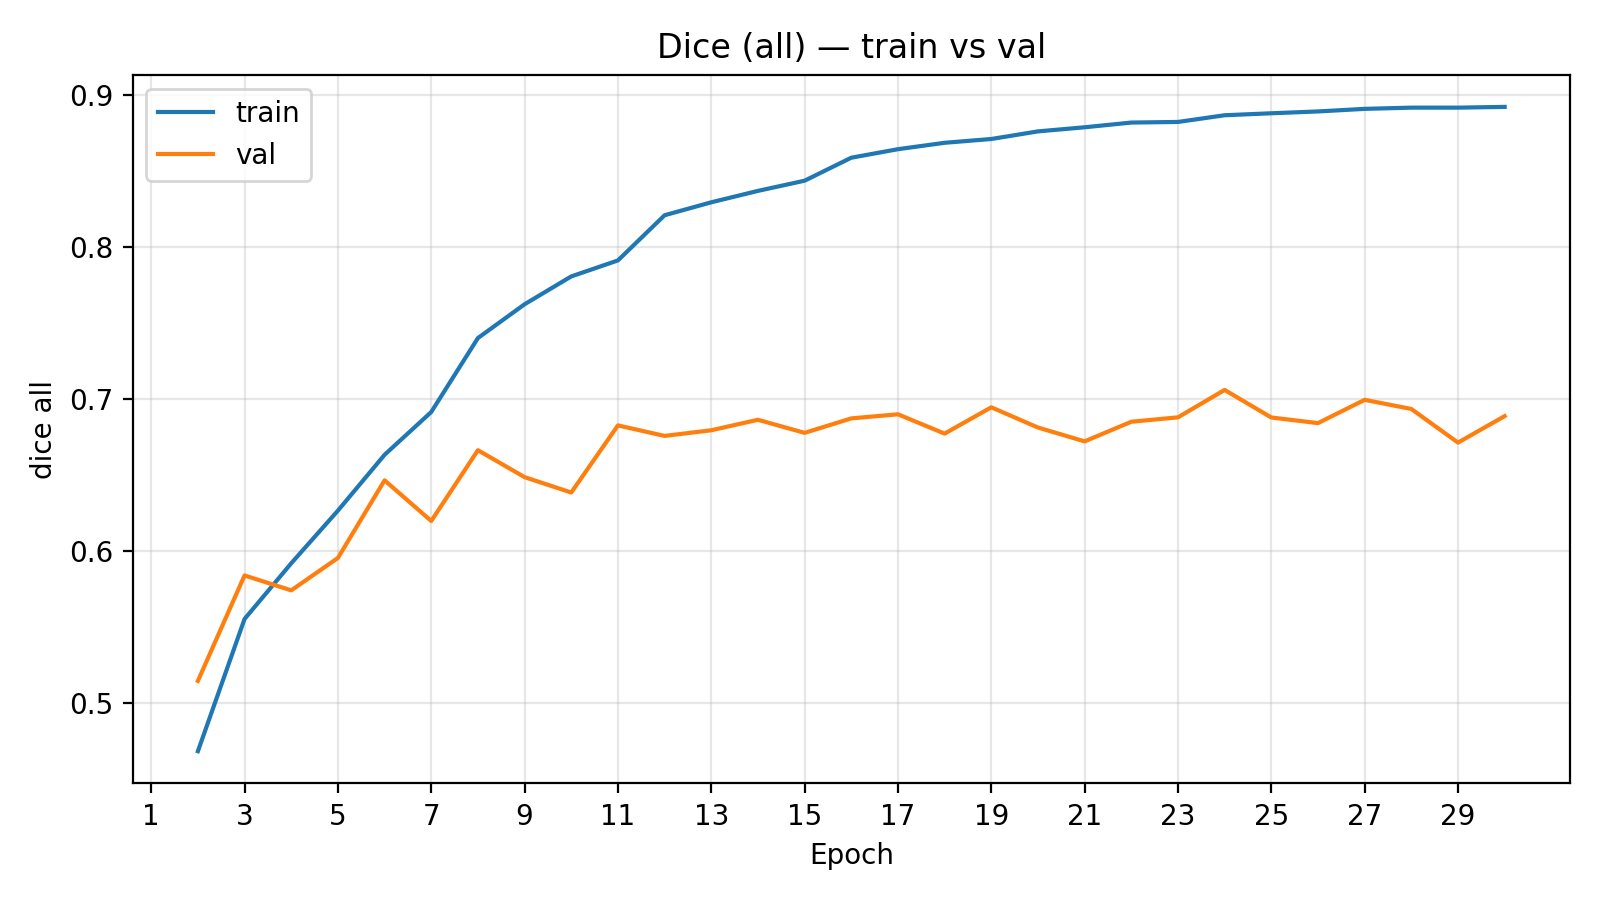 Dice (all) — train vs val
train
val
dice all
0.9
0.8
0.7
0.6
0.5
1 3 5 7 9 11 13 15 17 19 21 23 25 27 29
Epoch